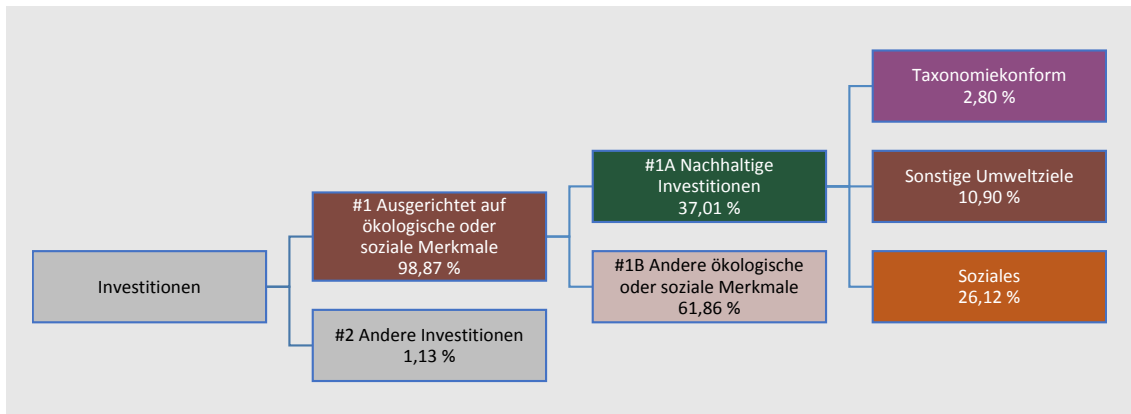 Investitionen
#1 Ausgerichtet auf
ökologische oder
soziale Merkmale
98,87 %
#2 Andere Investitionen
1,13 %
#1A Nachhaltige
Investitionen
37,01 %
#1B Andere ökologische
oder soziale Merkmale
61,86 %
Taxonomiekonform
2,80 %
Sonstige Umweltziele
10,90 %
Soziales
26,12 %